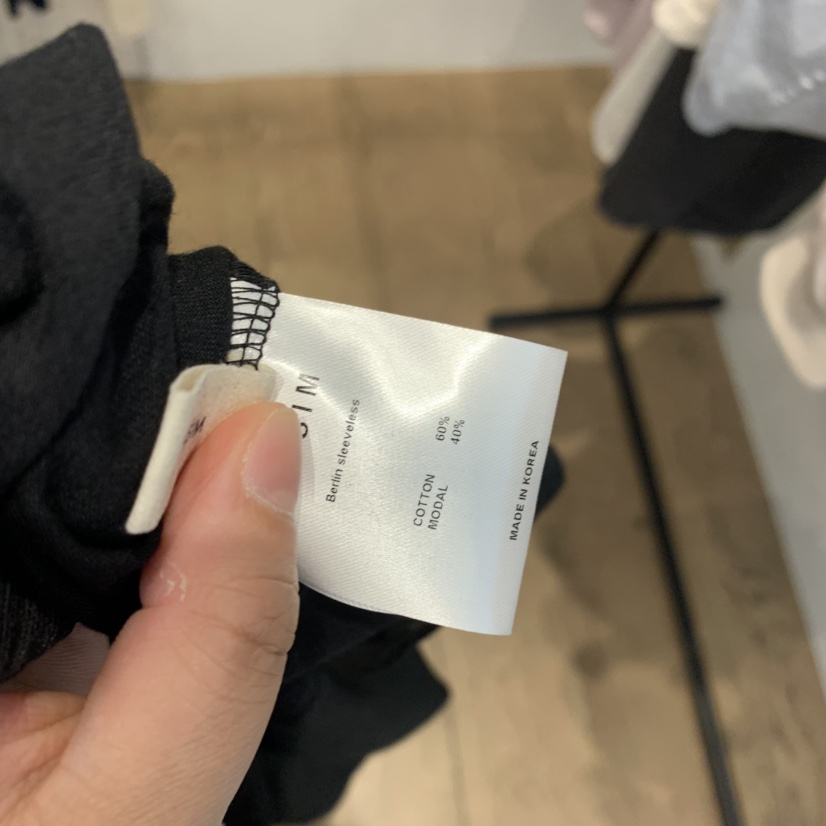 Berlin sleeveless
COTTON 60%
MODAL 40%
MADE IN KOREA